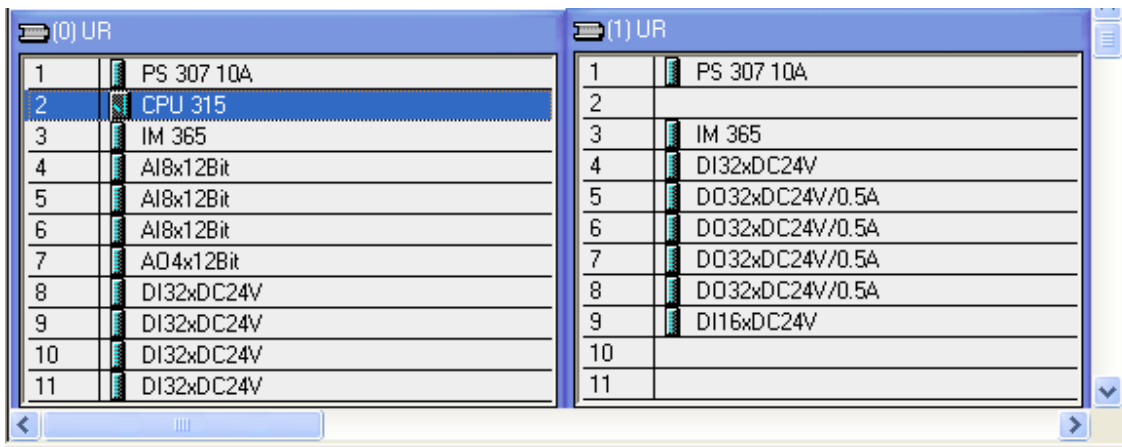 (0) UR
1 PS 307 10A
2 CPU 315
3 IM 365
4 AI8x12Bit
5 AI8x12Bit
6 AI8x12Bit
7 AO4x12Bit
8 DI32xDC24V
9 DI32xDC24V
10 DI32xDC24V
11 DI32xDC24V
(1) UR
1 PS 307 10A
2
3 IM 365
4 DI32xDC24V
5 DO32xDC24V/0.5A
6 DO32xDC24V/0.5A
7 DO32xDC24V/0.5A
8 DO32xDC24V/0.5A
9 DI16xDC24V
10
11